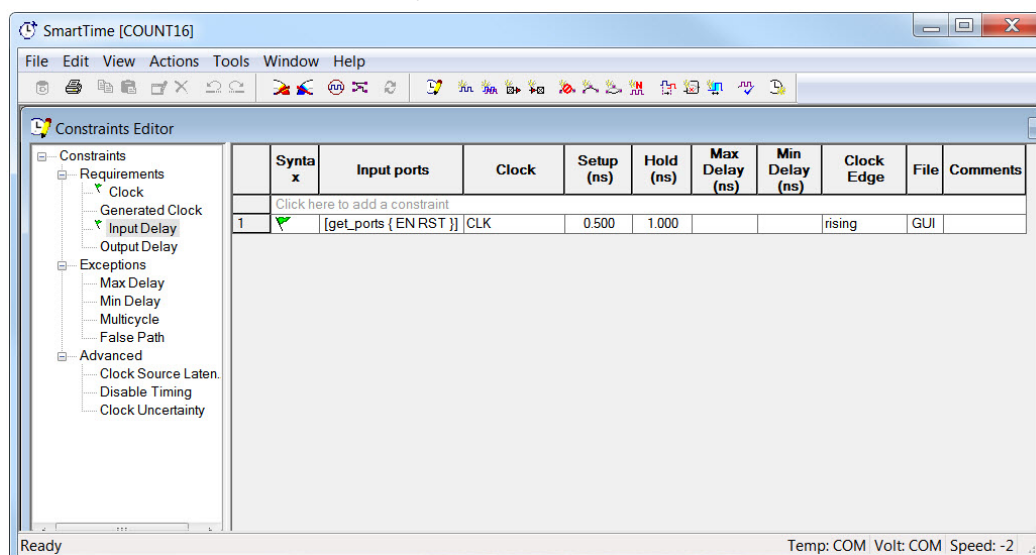 SmartTime [COUNT16]
File Edit View Actions Tools Window Help
Constraints Editor
Constraints
Requirements
Clock
Generated Clock
Input Delay
Output Delay
Exceptions
Max Delay
Min Delay
Multicycle
False Path
Advanced
Clock Source Laten.
Disable Timing
Clock Uncertainty
Syntax Input ports Clock Setup (ns) Hold (ns) Max Delay (ns) Min Delay (ns) Clock Edge File Comments
Click here to add a constraint
1 [get_ports { EN RST }] CLK 0.500 1.000 rising GUI
Ready Temp: COM Volt: COM Speed: -2